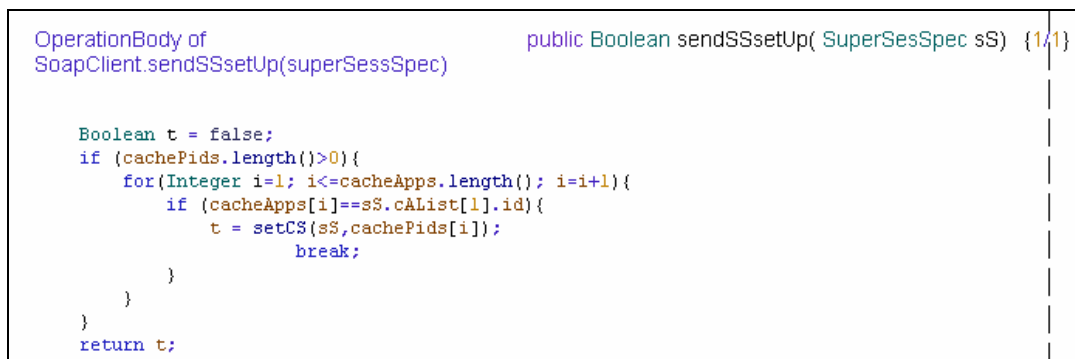 OperationBody of
SoapClient.sendSSsetUp(superSessSpec)
public Boolean sendSSsetUp( SuperSesSpec sS) {1/1}
Boolean t = false;
if (cachePids.length()>0){
for(Integer i=1; i<=cacheApps.length(); i=i+1){
if (cacheApps[i]==sS.cAList[1].id){
t = setCS(sS,cachePids[i]);
break;
}
}
}
return t;